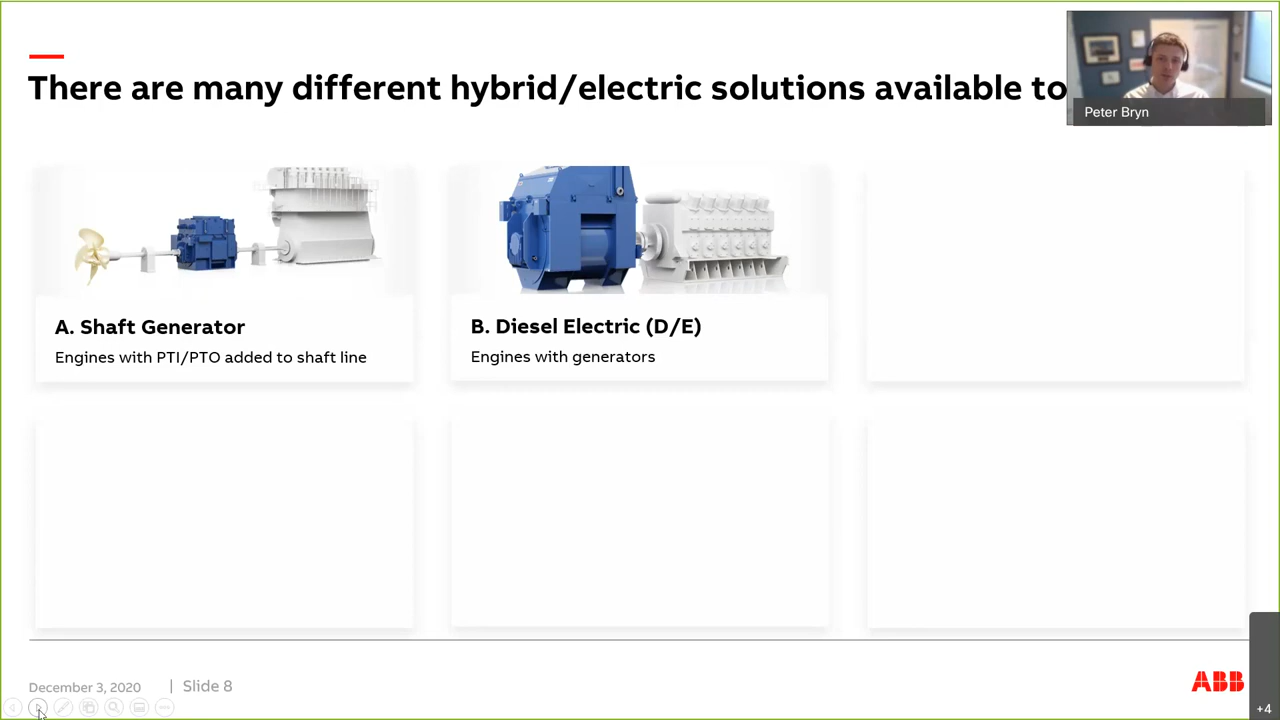 There are many different hybrid/electric solutions available to
Peter Bryn
A. Shaft Generator
Engines with PTI/PTO added to shaft line
B. Diesel Electric (D/E)
Engines with generators
December 3, 2020 | Slide 8
ABB
+4